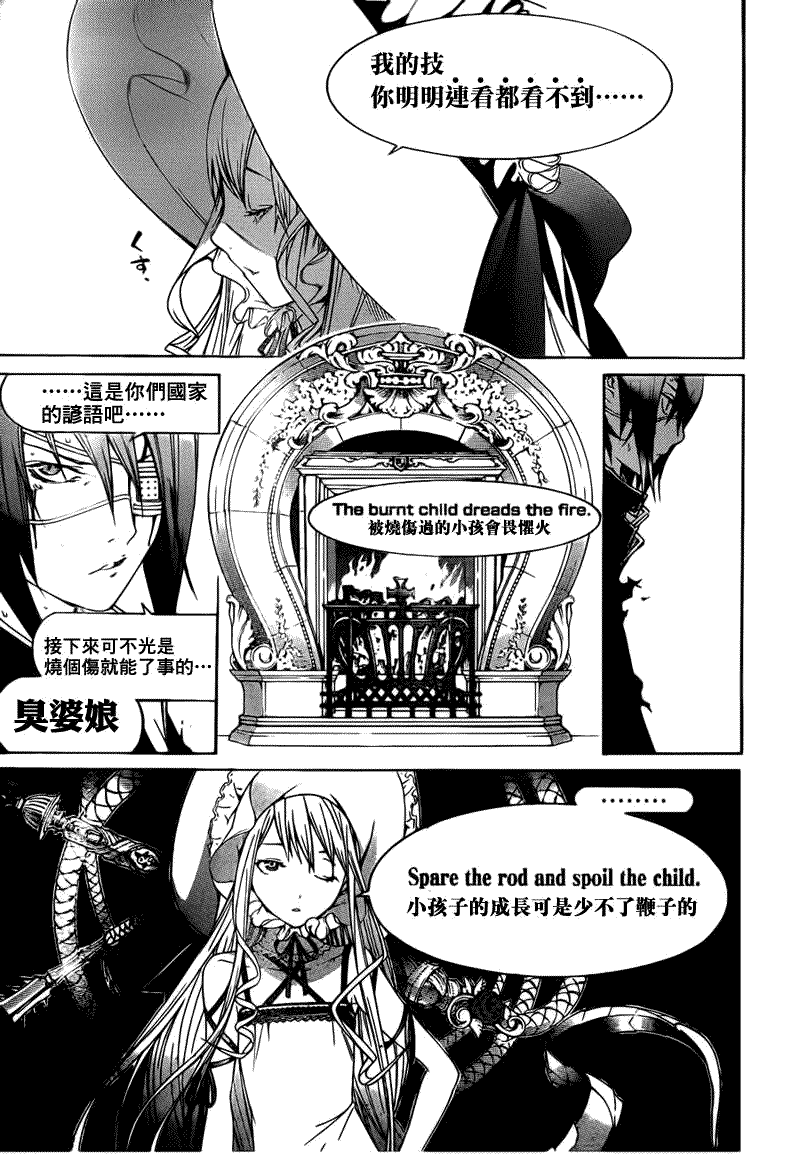 我的技
你明明連看都看不到……
くす、
The burnt child dreads the fire.
被燒傷過的小孩會畏懼火
……這是你們國家
的諺語吧……
接下來可不光是
燒個傷就能了事的…
臭婆娘
………
Spare the rod and spoil the child.
小孩子的成長可是少不了鞭子的